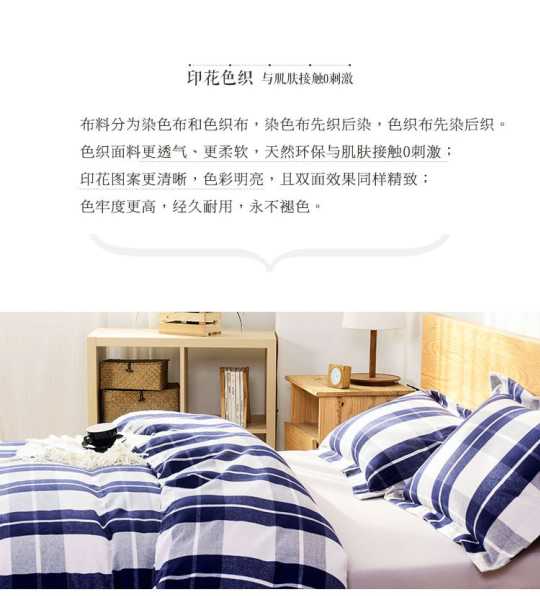 印花色织 与肌肤接触0刺激
布料分为染色布和色织布，染色布先织后染，色织布先染后织。
色织面料更透气、更柔软，天然环保与肌肤接触0刺激；
印花图案更清晰，色彩明亮，且双面效果同样精致；
色牢度更高，经久耐用，永不褪色。